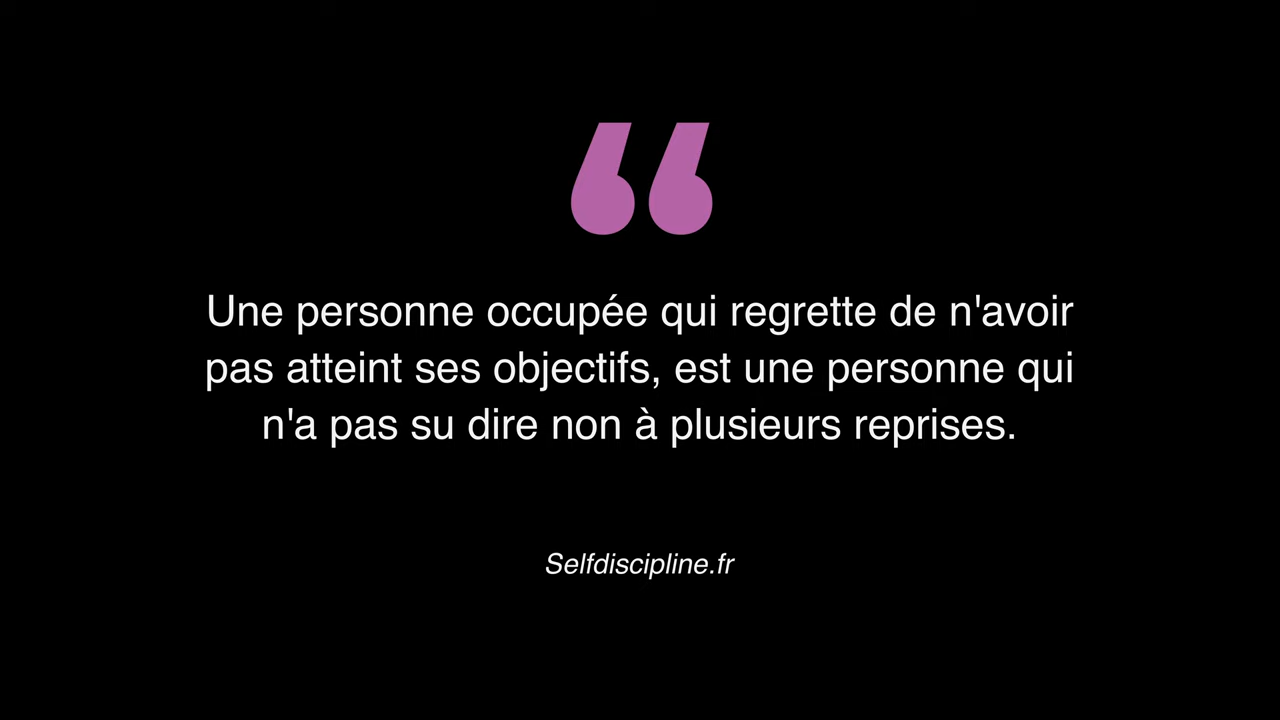 “
Une personne occupée qui regrette de n'avoir
pas atteint ses objectifs, est une personne qui
n'a pas su dire non à plusieurs reprises.
Selfdiscipline.fr